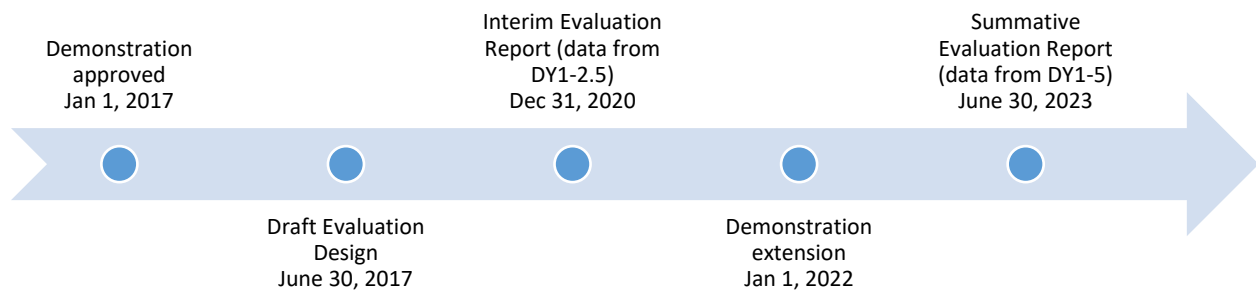 Demonstration
approved
Jan 1, 2017
Draft Evaluation
Design
June 30, 2017
Interim Evaluation
Report (data from
DY1-2.5)
Dec 31, 2020
Demonstration
extension
Jan 1, 2022
Summative
Evaluation Report
(data from DY1-5)
June 30, 2023